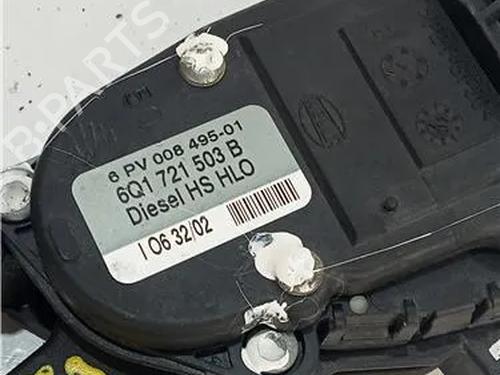 B-PARTS
6 PV 008 495-01
6Q1 721 503 B
Diesel HS HLO
I 06 32/02